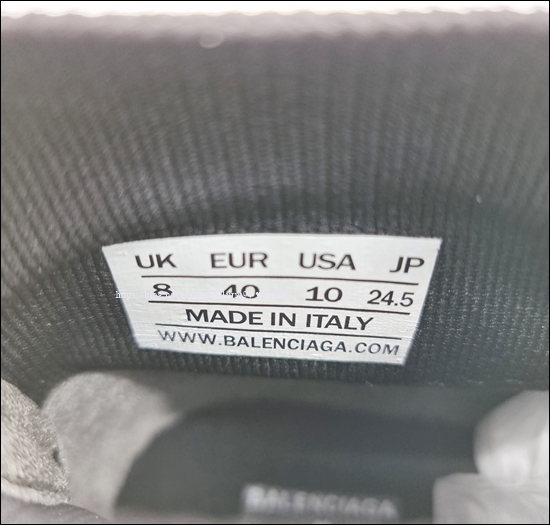 UK EUR USA JP
8 40 10 24.5
MADE IN ITALY
WWW.BALENCIAGA.COM
BALENCIAGA